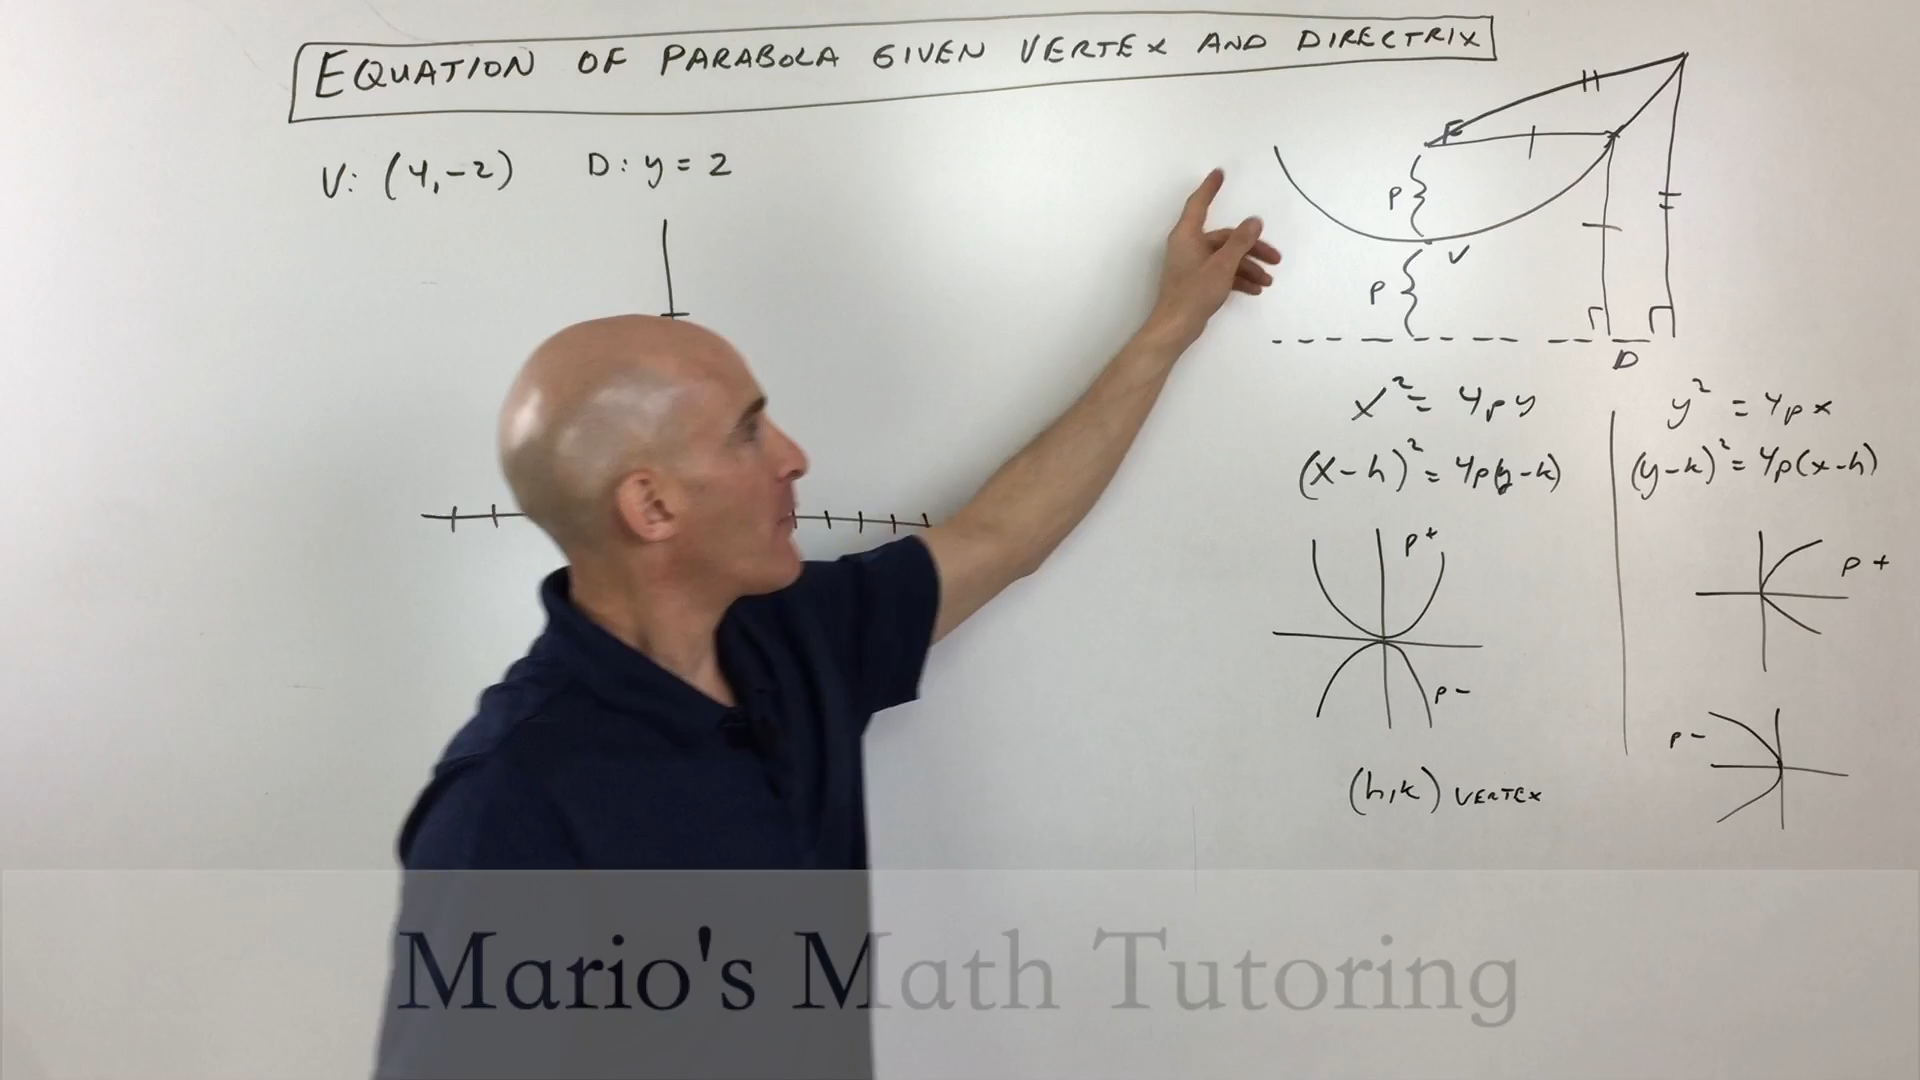 EQUATION OF PARABOLA GIVEN VERTEX AND DIRECTRIX
V: (4,-2) D: y = 2
F
P
V
P
D
x² = 4py
y² = 4px
(x-h)² = 4p(y-k)
(y-k)² = 4p(x-h)
P+
P+
P-
P-
(h,k) VERTEX
Mario's Math Tutoring